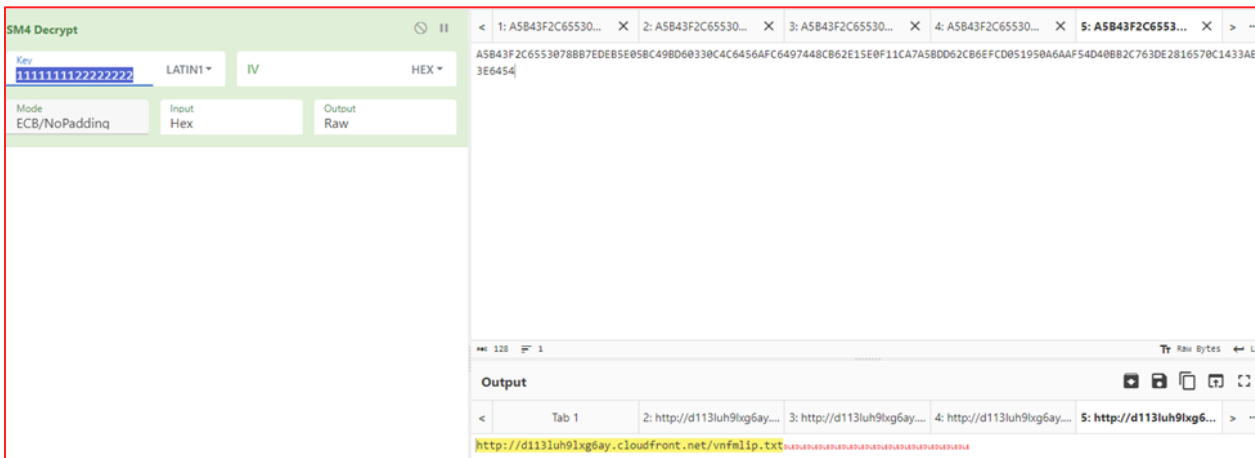 SM4 Decrypt
Key
1111111122222222
LATIN1
IV
HEX
Mode
ECB/NoPadding
Input
Hex
Output
Raw
< 1: A5B43F2C65530... X 2: A5B43F2C65530... X 3: A5B43F2C65530... X 4: A5B43F2C65530... X 5: A5B43F2C6553... X >
A5B43F2C6553078BB7EDEB5E05BC49BD60330C4C6456AFC6497448CB62E15E0F11CA7A5BDD62CB6EFCD051950A6AAF54D40BB2C763DE2816570C1433AE
3E6454
128 1
Raw Bytes
Output
< Tab 1 2: http://d113luh9lxg6ay.... 3: http://d113luh9lxg6ay.... 4: http://d113luh9lxg6ay.... 5: http://d113luh9lxg6... >
http://d113luh9lxg6ay.cloudfront.net/vnfmlip.txt